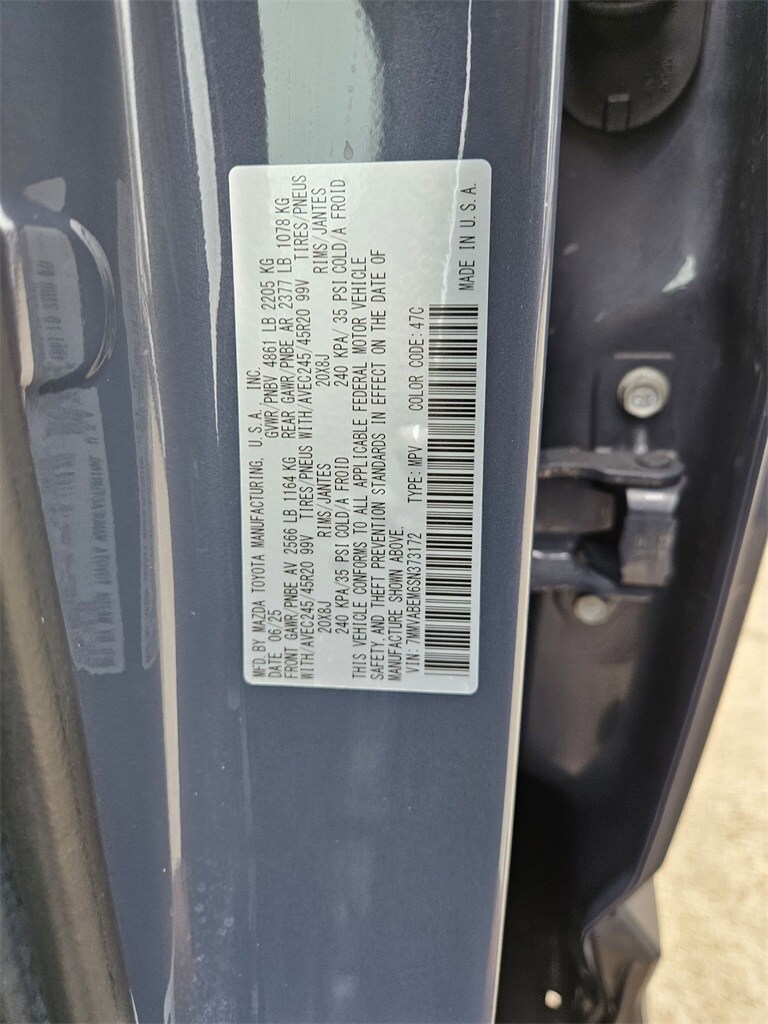 MFD.BY MAZDA TOYOTA MANUFACTURING, U.S.A., INC.
DATE 06/25 GVWR/PNBV 4861 LB 2205 KG
FRONT GAWR/PNBE AV 2566 LB 1164 KG REAR GAWR/PNBE AR 2377 LB 1078 KG
WITH/AVEC245/45R20 99V TIRES/PNEUS WITH/AVEC245/45R20 99V TIRES/PNEUS
20X8J RIMS/JANTES 20X8J RIMS/JANTES
240 KPA/35 PSI COLD/A FROID 240 KPA/ 35 PSI COLD/A FROID
THIS VEHICLE CONFORMS TO ALL APPLICABLE FEDERAL MOTOR VEHICLE
SAFETY,AND THEFT PREVENTION STANDARDS IN EFFECT ON THE DATE OF
MANUFACTURE SHOWN ABOVE.
VIN: 7MMVABEM6SN373172 TYPE: MPV COLOR CODE: 47C
MADE IN U.S.A.